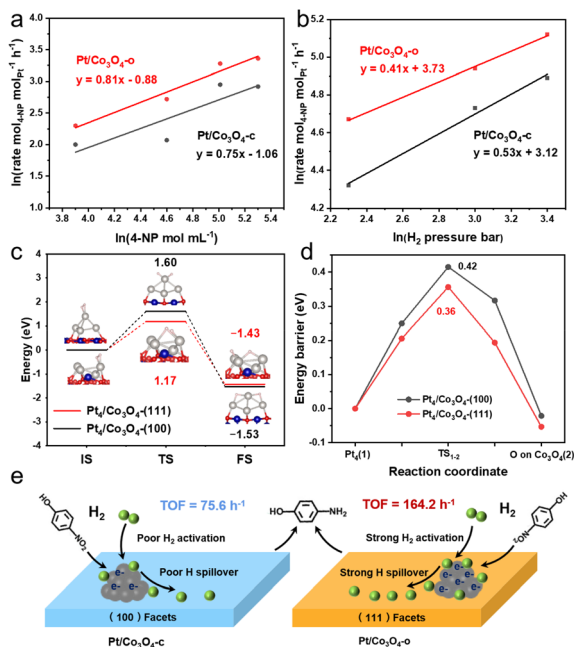 a
ln(rate mol4-NP molPt-1 h-1)
3.5
3.0
2.5
2.0
1.5
1.0
Pt/Co3O4-o
y = 0.81x - 0.88
Pt/Co3O4-c
y = 0.75x - 1.06
3.8 4.0 4.2 4.4 4.6 4.8 5.0 5.2 5.4
ln(4-NP mol mL-1)
b
ln(rate mol4-NP molPt-1 h-1)
5.2
5.0
4.8
4.6
4.4
4.2
Pt/Co3O4-o
y = 0.41x + 3.73
Pt/Co3O4-c
y = 0.53x + 3.12
2.2 2.4 2.6 2.8 3.0 3.2 3.4
ln(H2 pressure bar)
c
Energy (eV)
4
3
2
1
0
-1
-2
-3
-4
1.60
1.17
−1.43
−1.53
Pt4/Co3O4-(111)
Pt4/Co3O4-(100)
IS TS FS
d
Energy barrier (eV)
0.4
0.3
0.2
0.1
0.0
0.1
0.42
0.36
Pt4/Co3O4-(100)
Pt4/Co3O4-(111)
Pt4(1) TS1-2 O on Co3O4(2)
Reaction coordinate
e
HO
NO2
H2
TOF = 75.6 h-1
Poor H2 activation
e- e-
e-
Poor H spillover
(100) Facets
Pt/Co3O4-c
HO
NH2
TOF = 164.2 h-1
H2
OH
NO2
Strong H2 activation
Strong H spillover
e- e-
e- e-
(111) Facets
Pt/Co3O4-o